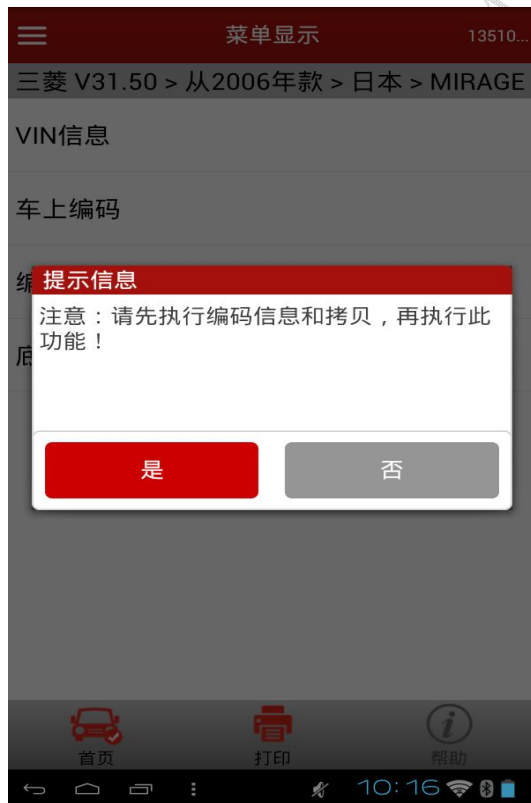 菜单显示
13510...
三菱 V31.50 > 从2006年款 > 日本 > MIRAGE
VIN信息
车上编码
编
提示信息
注意：请先执行编码信息和拷贝，再执行此
功能！
底
是
否
首页
打印
帮助
10:16